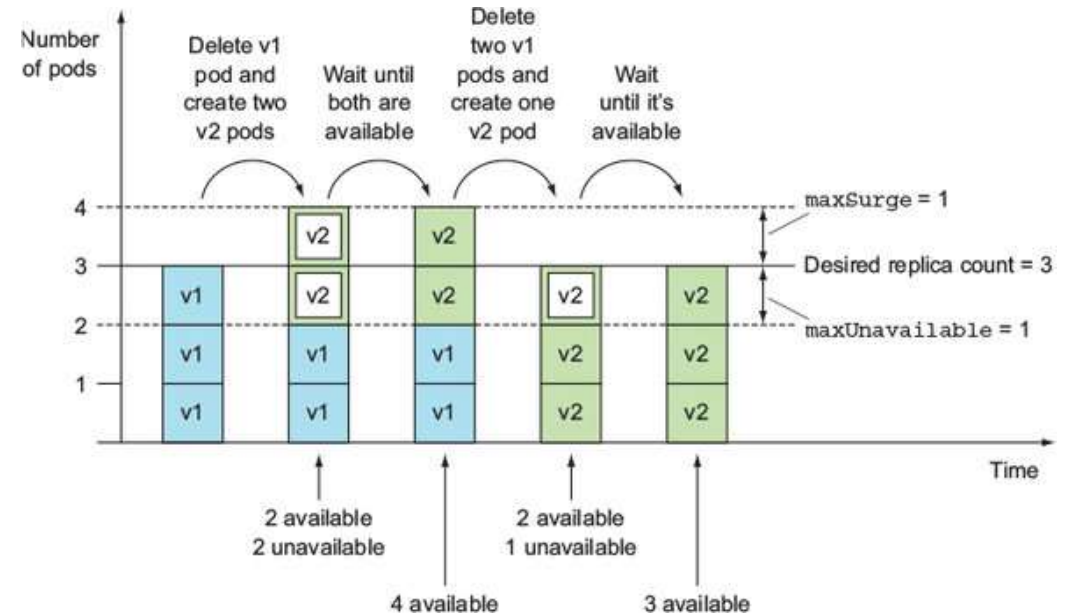 Number
of pods
Delete v1
pod and
create two
v2 pods
Wait until
both are
available
Delete
two v1
pods and
create one
v2 pod
Wait
until it's
available
4
3
2
1
v1
v1
v1
v2
v2
v1
v1
v2
v2
v1
v1
v2
v2
v2
v2
v2
v2
maxSurge = 1
Desired replica count = 3
maxUnavailable = 1
Time
2 available
2 unavailable
4 available
2 available
1 unavailable
3 available